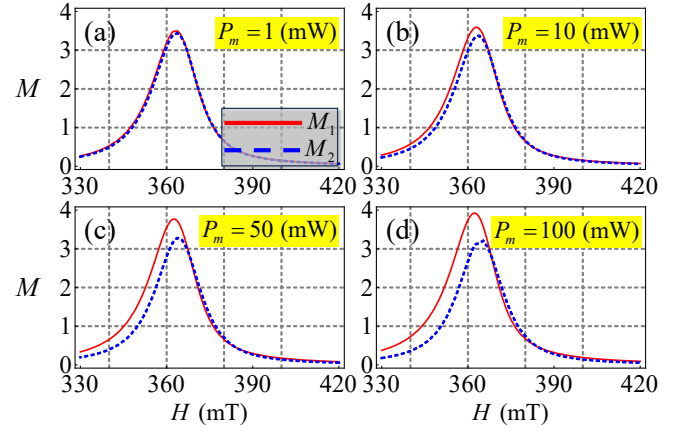 (a) P_m = 1 (mW)
(b) P_m = 10 (mW)
4 3 2 1 0
M
M_1
M_2
330 360 390 420
4 3 2 1 0
330 360 390 420
(c) P_m = 50 (mW)
(d) P_m = 100 (mW)
4 3 2 1 0
M
330 360 390 420
H (mT)
4 3 2 1 0
330 360 390 420
H (mT)